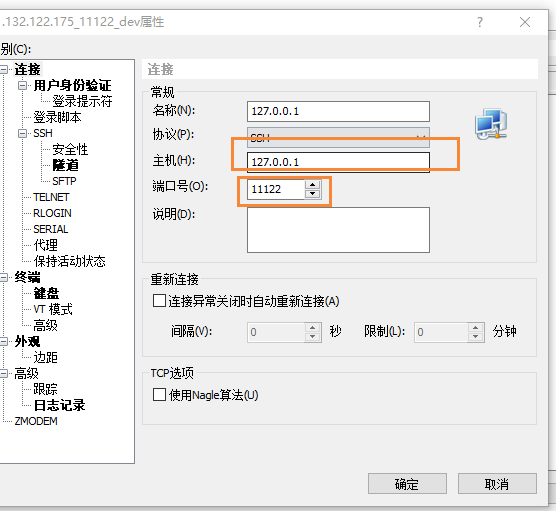 .132.122.175_11122_dev属性
别(C):
连接
用户身份验证
登录提示符
登录脚本
SSH
安全性
隧道
SFTP
TELNET
RLOGIN
SERIAL
代理
保持活动状态
终端
键盘
VT 模式
高级
外观
边距
高级
跟踪
日志记录
ZMODEM
连接
常规
名称(N): 127.0.0.1
协议(P): SSH
主机(H): 127.0.0.1
端口号(O): 11122
说明(D):
重新连接
连接异常关闭时自动重新连接(A)
间隔(V): 0 秒 限制(L): 0 分钟
TCP选项
使用Nagle算法(U)
确定 取消